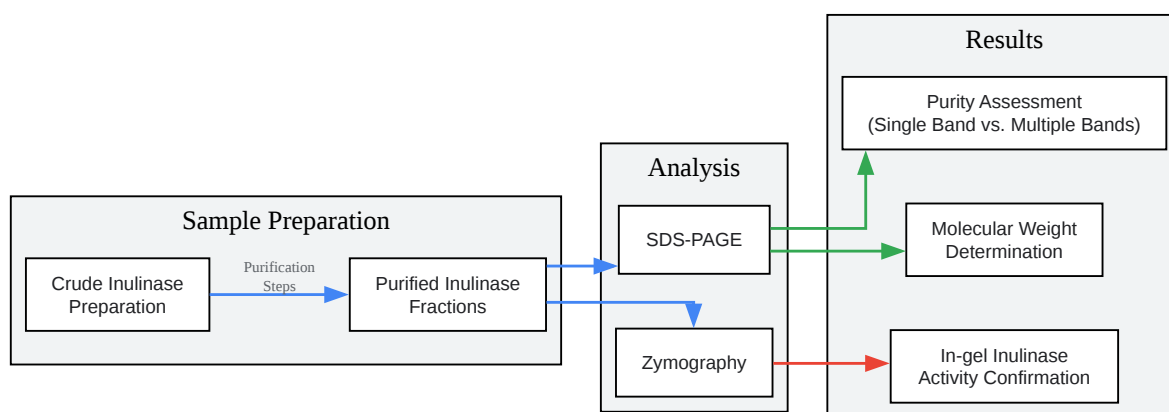 Sample Preparation
Crude Inulinase
Preparation
Purification
Steps
Purified Inulinase
Fractions
Analysis
SDS-PAGE
Zymography
Results
Purity Assessment
(Single Band vs. Multiple Bands)
Molecular Weight
Determination
In-gel Inulinase
Activity Confirmation